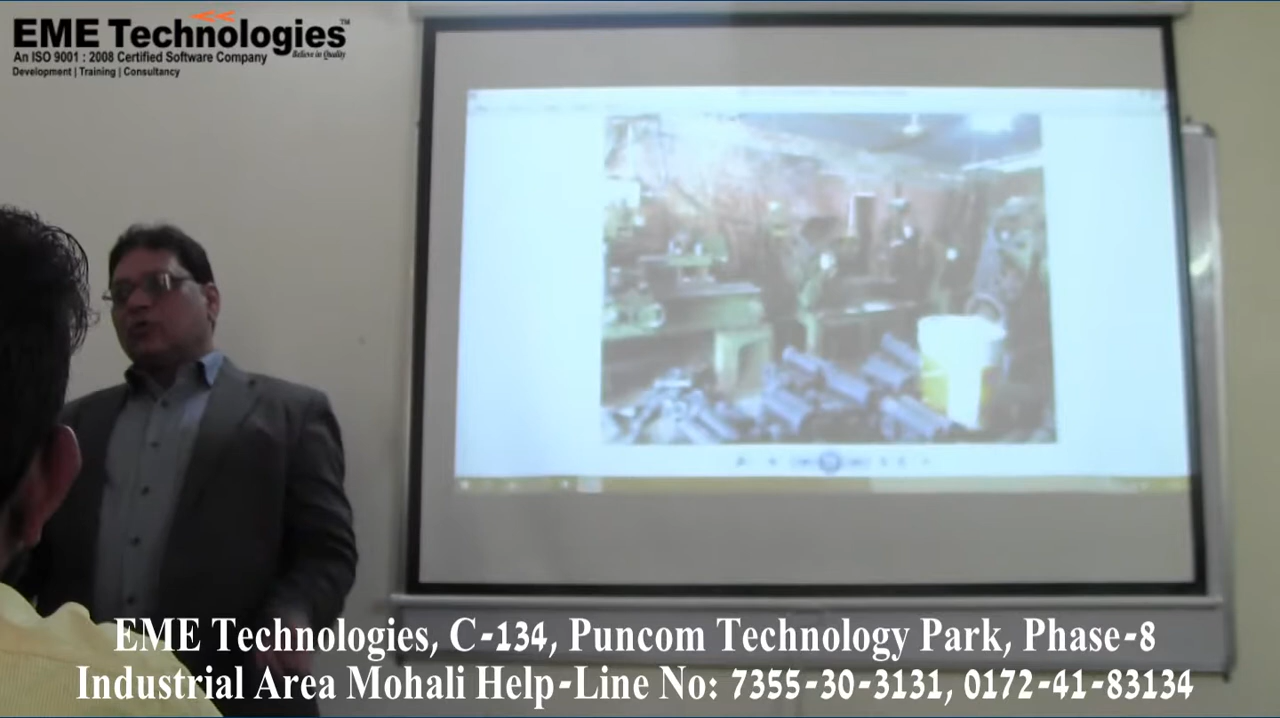 EME Technologies™
An ISO 9001 : 2008 Certified Software Company
Believe in Quality
Development | Training | Consultancy
EME Technologies, C-134, Puncom Technology Park, Phase-8
Industrial Area Mohali Help-Line No: 7355-30-3131, 0172-41-83134